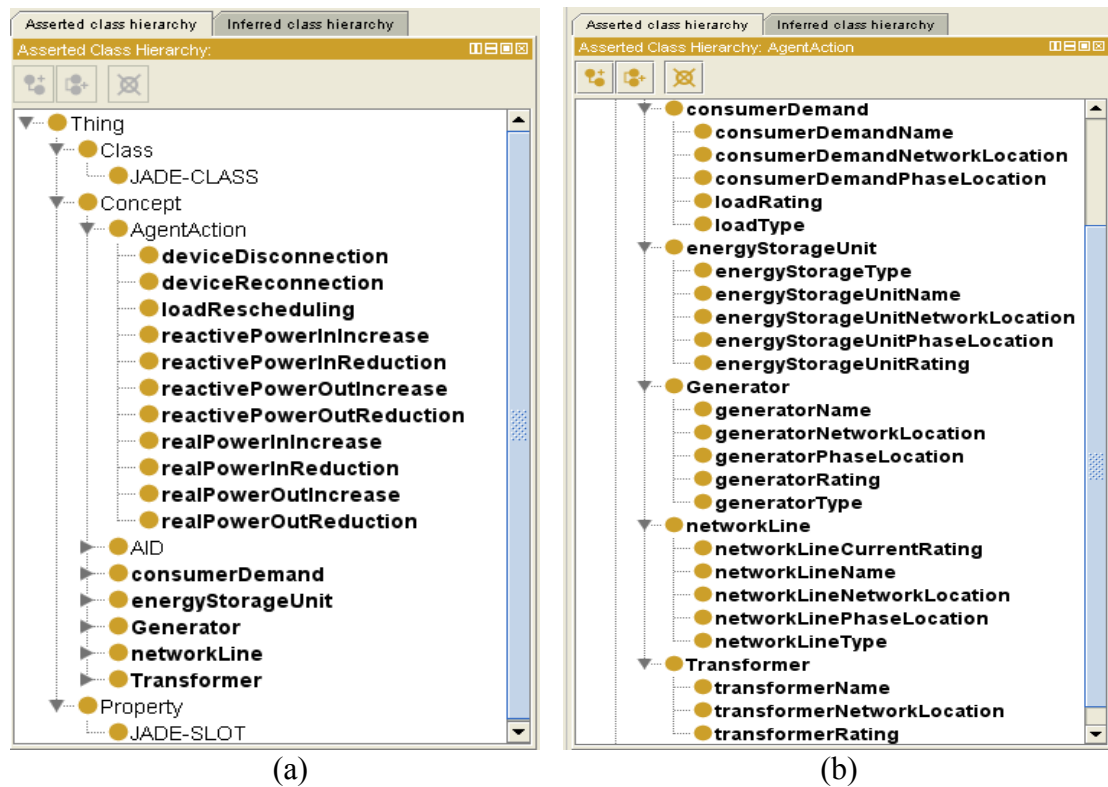 Asserted class hierarchy Inferred class hierarchy
Asserted Class Hierarchy:
Thing
Class
JADE-CLASS
Concept
AgentAction
deviceDisconnection
deviceReconnection
loadRescheduling
reactivePowerInIncrease
reactivePowerInReduction
reactivePowerOutIncrease
reactivePowerOutReduction
realPowerInIncrease
realPowerInReduction
realPowerOutIncrease
realPowerOutReduction
AID
consumerDemand
energyStorageUnit
Generator
networkLine
Transformer
Property
JADE-SLOT
(a)
Asserted class hierarchy Inferred class hierarchy
Asserted Class Hierarchy: AgentAction
consumerDemand
consumerDemandName
consumerDemandNetworkLocation
consumerDemandPhaseLocation
loadRating
loadType
energyStorageUnit
energyStorageType
energyStorageUnitName
energyStorageUnitNetworkLocation
energyStorageUnitPhaseLocation
energyStorageUnitRating
Generator
generatorName
generatorNetworkLocation
generatorPhaseLocation
generatorRating
generatorType
networkLine
networkLineCurrentRating
networkLineName
networkLineNetworkLocation
networkLinePhaseLocation
networkLineType
Transformer
transformerName
transformerNetworkLocation
transformerRating
(b)